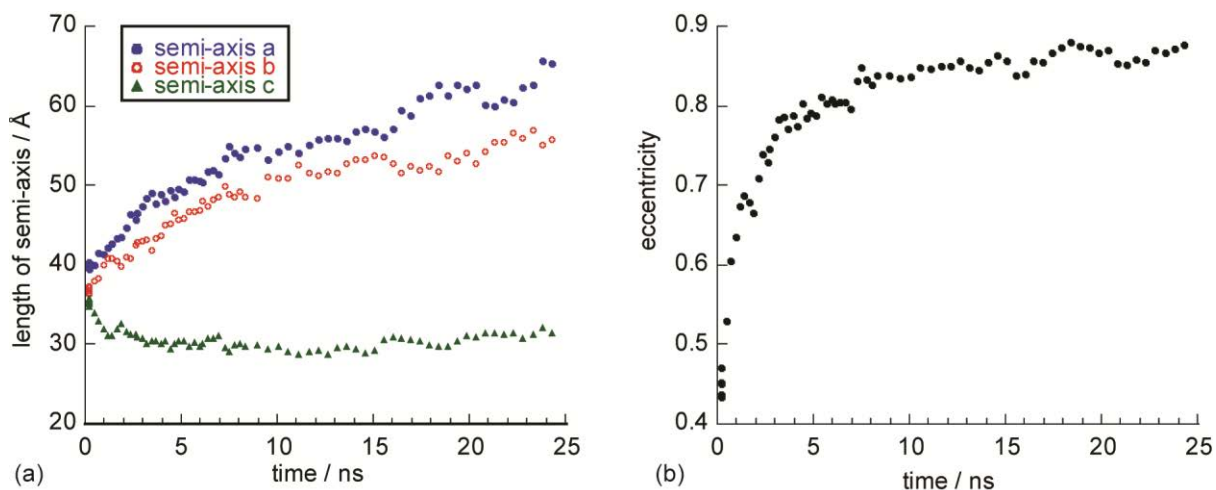 70
60
50
40
30
20
length of semi-axis / Å
semi-axis a
semi-axis b
semi-axis c
0 5 10 15 20 25
time / ns
(a)
0.9
0.8
0.7
0.6
0.5
0.4
eccentricity
0 5 10 15 20 25
time / ns
(b)